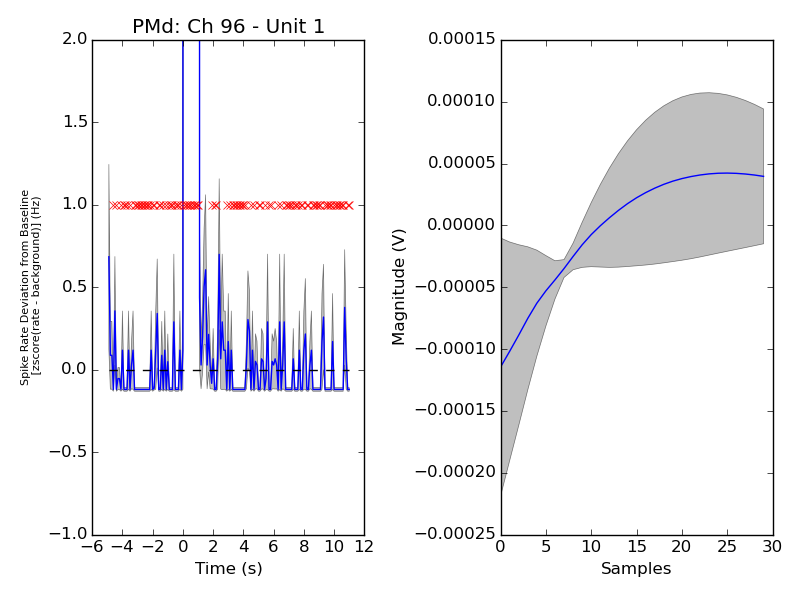 PMd: Ch 96 - Unit 1
Spike Rate Deviation from Baseline
[zscore(rate - background)] (Hz)
2.0
1.5
1.0
0.5
0.0
−0.5
−1.0
−6 −4 −2 0 2 4 6 8 10 12
Time (s)
Magnitude (V)
0.00015
0.00010
0.00005
0.00000
−0.00005
−0.00010
−0.00015
−0.00020
−0.00025
0 5 10 15 20 25 30
Samples